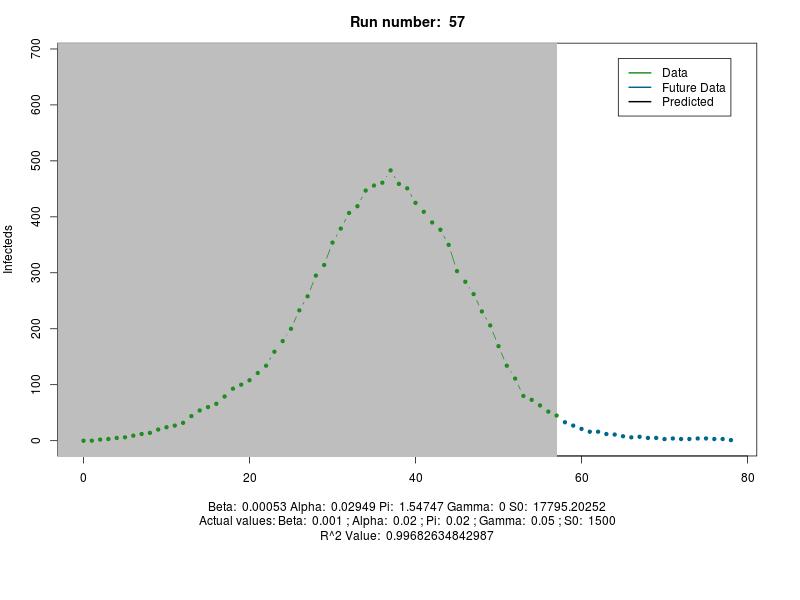 Run number: 57
700
600
500
400
300
200
100
0
Infecteds
Data
Future Data
Predicted
0 20 40 60 80
Beta: 0.00053 Alpha: 0.02949 Pi: 1.54747 Gamma: 0 S0: 17795.20252
Actual values: Beta: 0.001 ; Alpha: 0.02 ; Pi: 0.02 ; Gamma: 0.05 ; S0: 1500
R^2 Value: 0.99682634842987